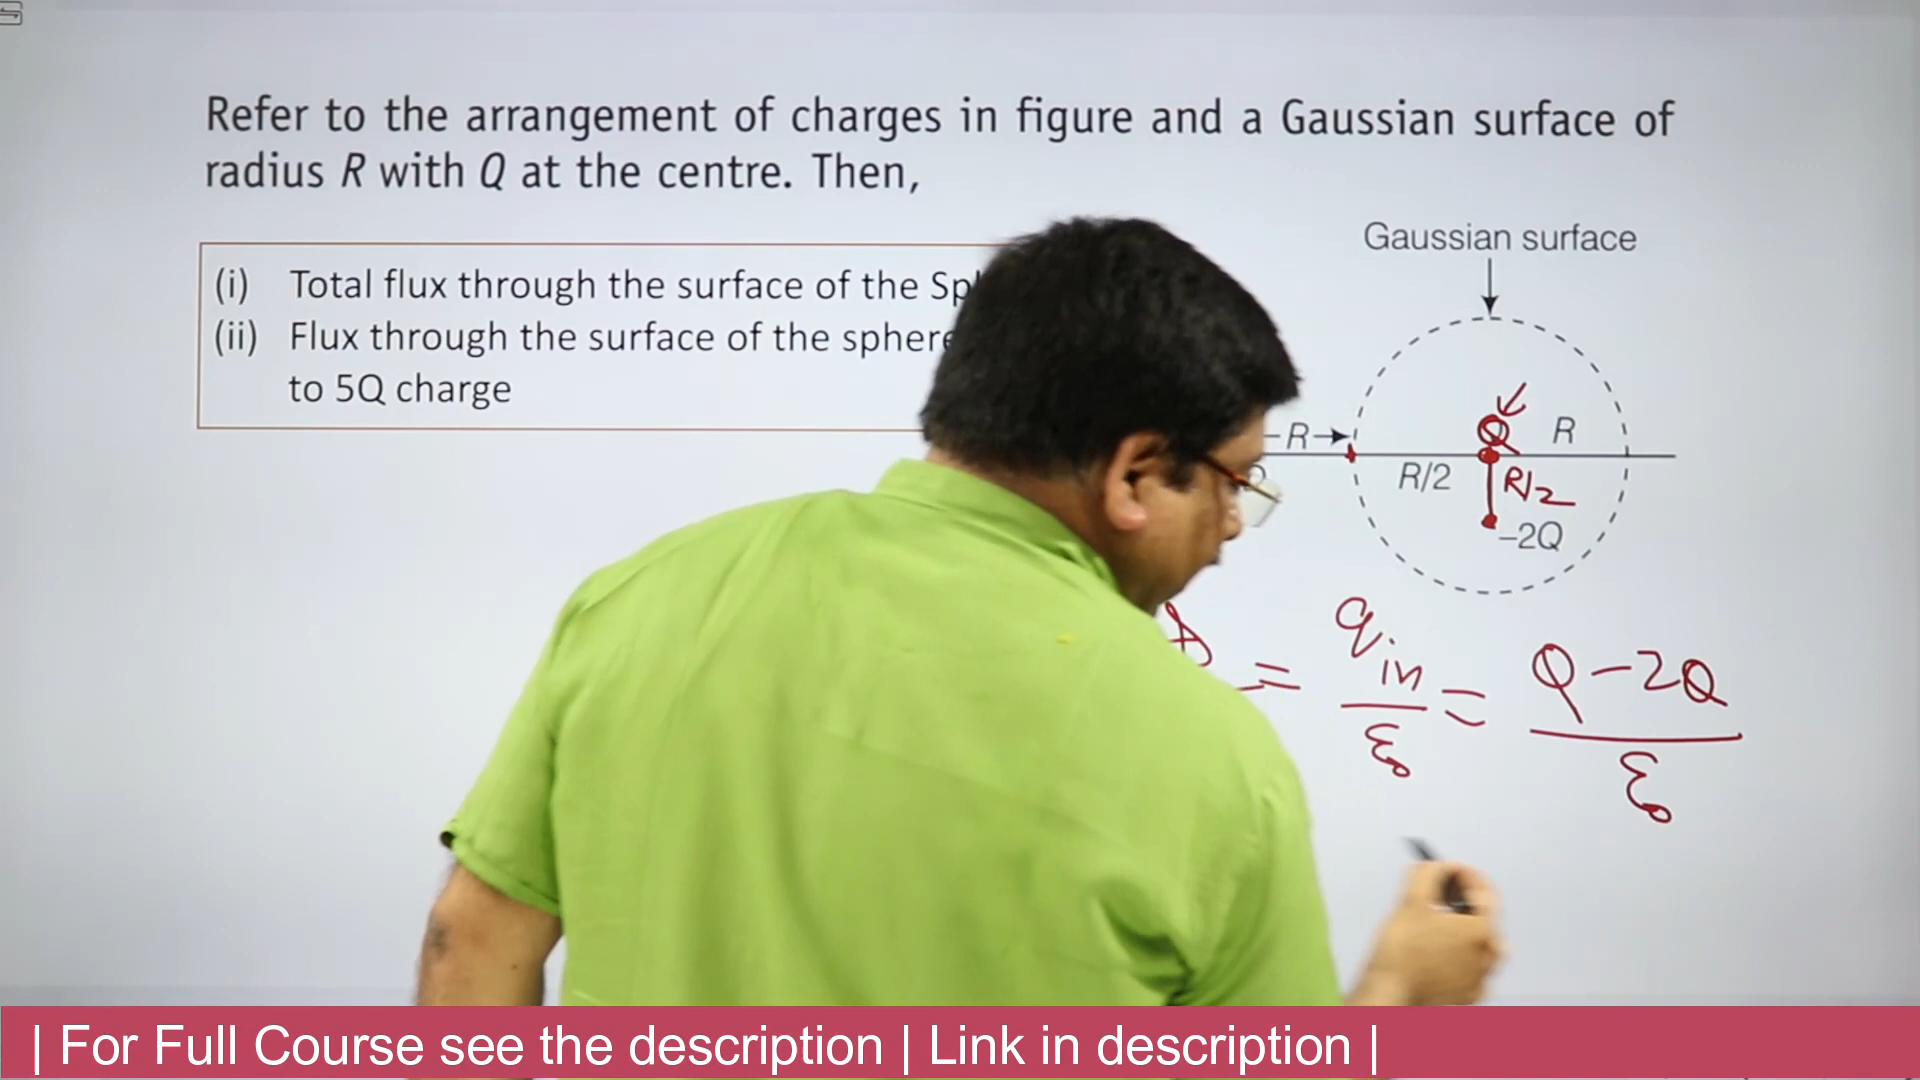 Refer to the arrangement of charges in figure and a Gaussian surface of
radius R with Q at the centre. Then,
(i) Total flux through the surface of the
(ii) Flux through the surface of the sphere
to 5Q charge
Gaussian surface
R
Q
R
R/2
R/2
-2Q
= q in / ε0 = Q - 2Q / ε0
| For Full Course see the description | Link in description |